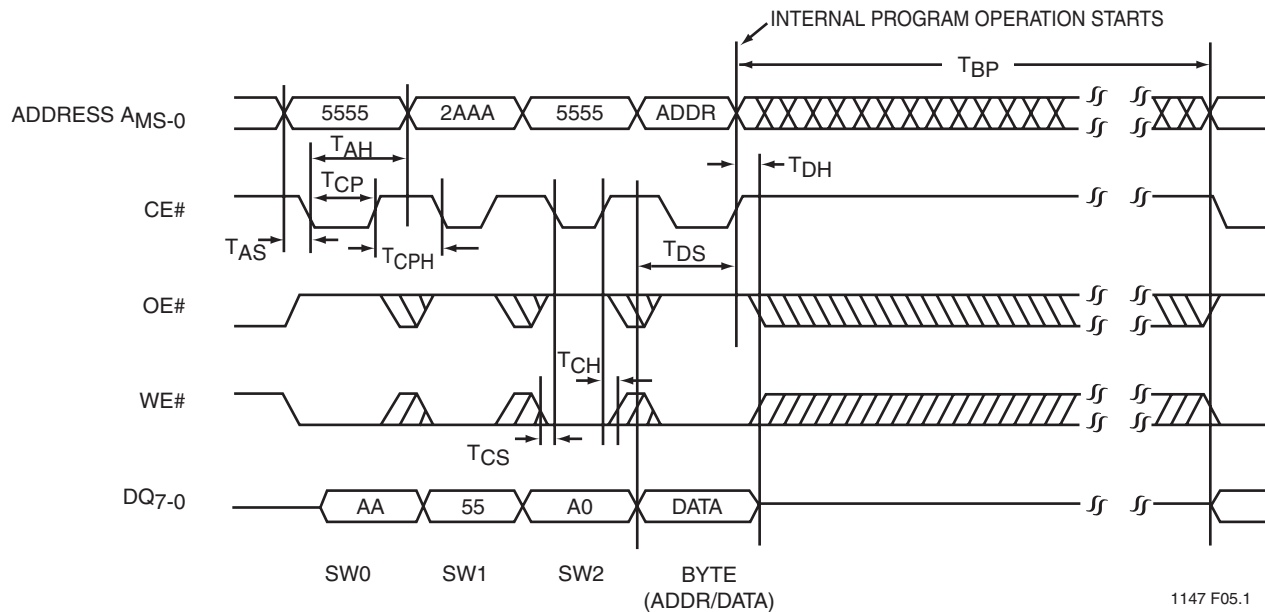 INTERNAL PROGRAM OPERATION STARTS
TBP
ADDRESS AMS-0
5555
2AAA
5555
ADDR
TAH
TDH
TCP
CE#
TAS
TCPH
TDS
OE#
TCH
WE#
TCS
DQ7-0
AA
55
A0
DATA
SW0
SW1
SW2
BYTE
(ADDR/DATA)
1147 F05.1